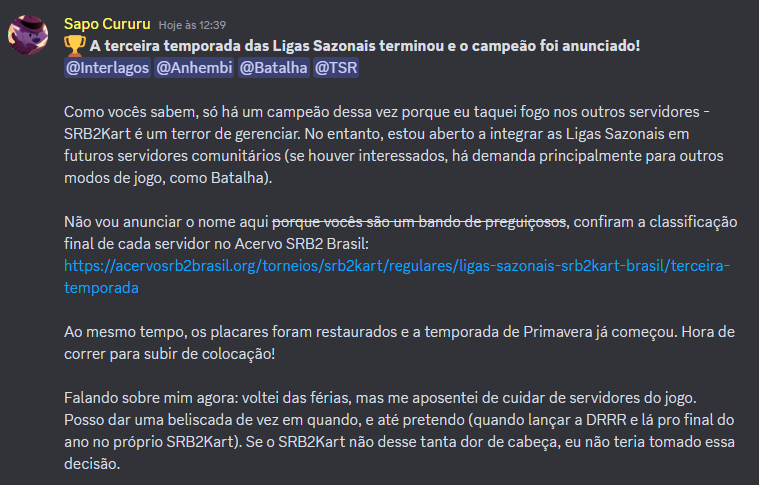 Sapo Cururu Hoje às 12:39
🏆 A terceira temporada das Ligas Sazonais terminou e o campeão foi anunciado!
@Interlagos @Anhembi @Batalha @TSR
Como vocês sabem, só há um campeão dessa vez porque eu taquei fogo nos outros servidores -
SRB2Kart é um terror de gerenciar. No entanto, estou aberto a integrar as Ligas Sazonais em
futuros servidores comunitários (se houver interessados, há demanda principalmente para outros
modos de jogo, como Batalha).
Não vou anunciar o nome aqui porque vocês são um bando de preguiçosos, confiram a classificação
final de cada servidor no Acervo SRB2 Brasil:
https://acervosrb2brasil.org/torneios/srb2kart/regulares/ligas-sazonais-srb2kart-brasil/terceira-
temporada
Ao mesmo tempo, os placares foram restaurados e a temporada de Primavera já começou. Hora de
correr para subir de colocação!
Falando sobre mim agora: voltei das férias, mas me aposentei de cuidar de servidores do jogo.
Posso dar uma beliscada de vez em quando, e até pretendo (quando lançar a DRRR e lá pro final do
ano no próprio SRB2Kart). Se o SRB2Kart não desse tanta dor de cabeça, eu não teria tomado essa
decisão.